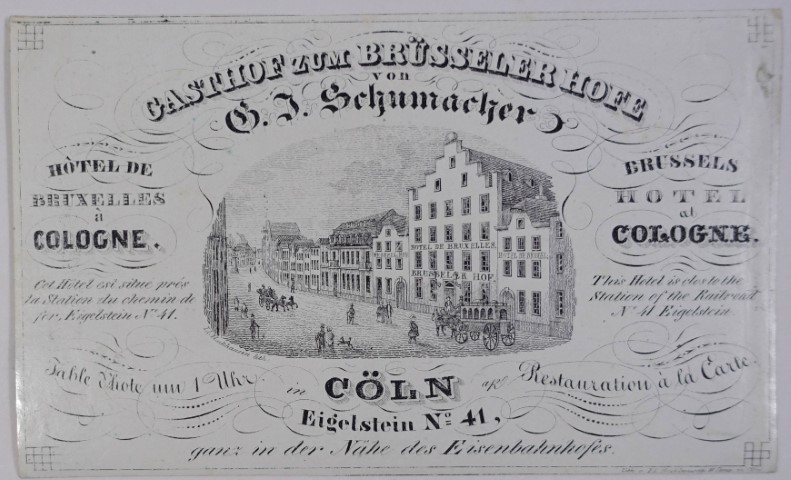 GASTHOF ZUM BRÜSSELER HOFE
von
G. J. Schumacher
HÔTEL DE
BRUXELLES
à
COLOGNE.
Cet Hôtel est situe près
la Station du chemin de
fer. Eigelstein No 41.
BRUSSELS
HOTEL
at
COLOGNE.
This Hotel is clos to the
Station of the Railroad
No 41 Eigelstein
HOTEL DE BRUXELLES
BRUSSELER HOF
Table d'hote um 1 Uhr
in
CÖLN
Restauration à la Carte.
Eigelstein No 41,
ganz in der Nähe des Eisenbahnhofes.